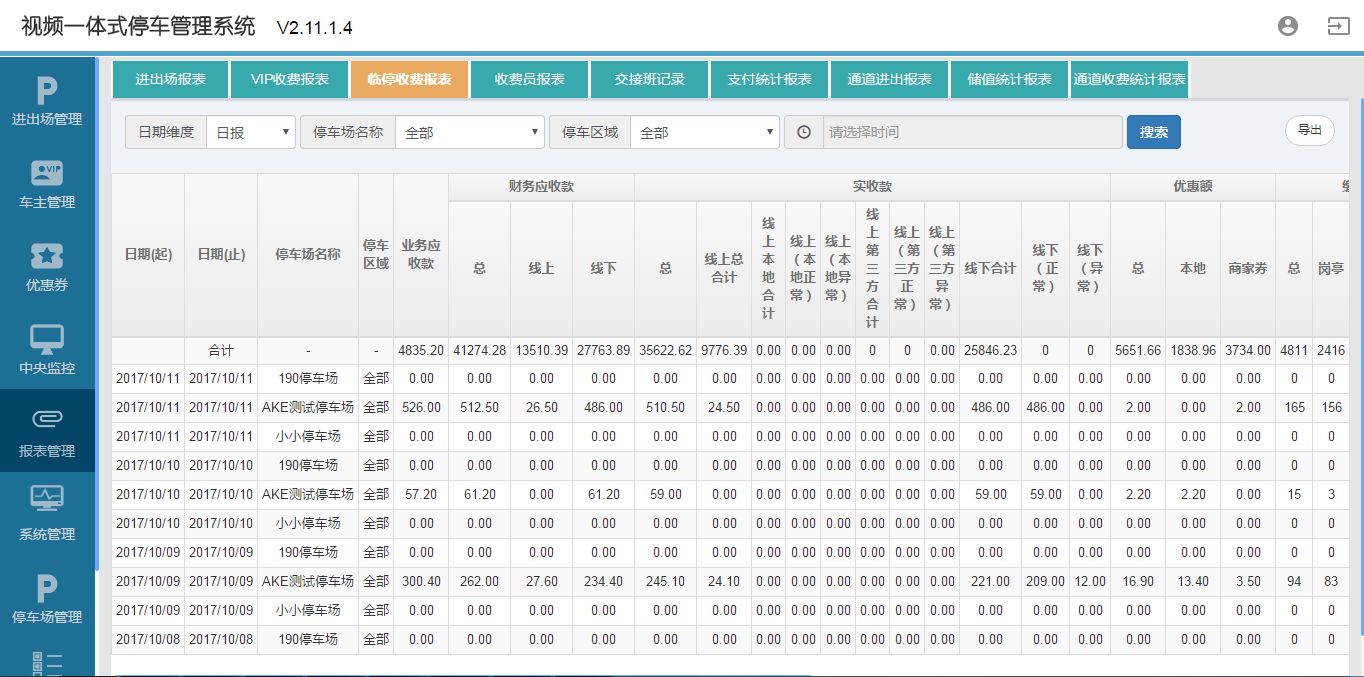 视频一体式停车管理系统 V2.11.1.4
进出场管理
车主管理
优惠券
中央监控
报表管理
系统管理
停车场管理
进出场报表 VIP收费报表 临停收费报表 收费员报表 交接班记录 支付统计报表 通道进出报表 储值统计报表 通道收费统计报表
日期维度 日报 停车场名称 全部 停车区域 全部 请选择时间 搜索 导出
日期(起) 日期(止) 停车场名称 停车区域 业务应收款 财务应收款 实收款 优惠额
总 线上 线下 总 线上总合计 线上本地合计 线上（本地正常） 线上（本地异常） 线上第三方合计 线上（第三方正常） 线上（第三方异常） 线下合计 线下（正常） 线下（异常） 总 本地 商家券 总 岗亭
合计 - - 4835.20 41274.28 13510.39 27763.89 35622.62 9776.39 0.00 0.00 0.00 0 0 0.00 25846.23 0 0 5651.66 1838.96 3734.00 4811 2416
2017/10/11 2017/10/11 190停车场 全部 0.00 0.00 0.00 0.00 0.00 0.00 0.00 0.00 0.00 0.00 0.00 0.00 0.00 0.00 0.00 0.00 0.00 0.00 0 0
2017/10/11 2017/10/11 AKE测试停车场 全部 526.00 512.50 26.50 486.00 510.50 24.50 0.00 0.00 0.00 0.00 0.00 0.00 486.00 486.00 0.00 2.00 0.00 2.00 165 156
2017/10/11 2017/10/11 小小停车场 全部 0.00 0.00 0.00 0.00 0.00 0.00 0.00 0.00 0.00 0.00 0.00 0.00 0.00 0.00 0.00 0.00 0.00 0.00 0 0
2017/10/10 2017/10/10 190停车场 全部 0.00 0.00 0.00 0.00 0.00 0.00 0.00 0.00 0.00 0.00 0.00 0.00 0.00 0.00 0.00 0.00 0.00 0.00 0 0
2017/10/10 2017/10/10 AKE测试停车场 全部 57.20 61.20 0.00 61.20 59.00 0.00 0.00 0.00 0.00 0.00 0.00 0.00 59.00 59.00 0.00 2.20 2.20 0.00 15 3
2017/10/10 2017/10/10 小小停车场 全部 0.00 0.00 0.00 0.00 0.00 0.00 0.00 0.00 0.00 0.00 0.00 0.00 0.00 0.00 0.00 0.00 0.00 0.00 0 0
2017/10/09 2017/10/09 190停车场 全部 0.00 0.00 0.00 0.00 0.00 0.00 0.00 0.00 0.00 0.00 0.00 0.00 0.00 0.00 0.00 0.00 0.00 0.00 0 0
2017/10/09 2017/10/09 AKE测试停车场 全部 300.40 262.00 27.60 234.40 245.10 24.10 0.00 0.00 0.00 0.00 0.00 0.00 221.00 209.00 12.00 16.90 13.40 3.50 94 83
2017/10/09 2017/10/09 小小停车场 全部 0.00 0.00 0.00 0.00 0.00 0.00 0.00 0.00 0.00 0.00 0.00 0.00 0.00 0.00 0.00 0.00 0.00 0.00 0 0
2017/10/08 2017/10/08 190停车场 全部 0.00 0.00 0.00 0.00 0.00 0.00 0.00 0.00 0.00 0.00 0.00 0.00 0.00 0.00 0.00 0.00 0.00 0.00 0 0